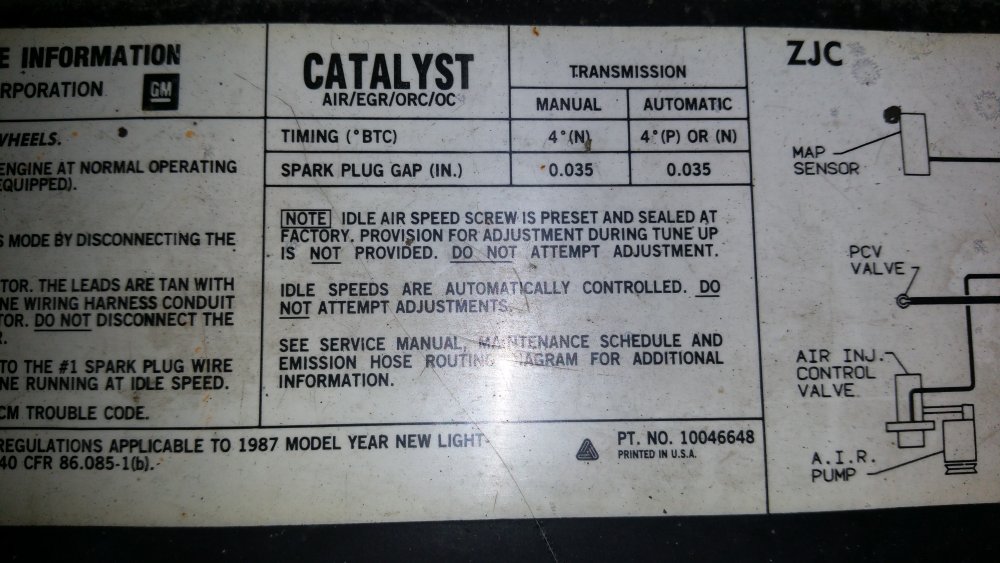 E INFORMATION
RPORATION GM
WHEELS.
ENGINE AT NORMAL OPERATING
EQUIPPED).
S MODE BY DISCONNECTING THE
TOR. THE LEADS ARE TAN WITH
NE WIRING HARNESS CONDUIT
TOR. DO NOT DISCONNECT THE
R.
TO THE #1 SPARK PLUG WIRE
NE RUNNING AT IDLE SPEED.
CM TROUBLE CODE.
CATALYST
AIR/EGR/ORC/OC
TRANSMISSION
MANUAL AUTOMATIC
TIMING (°BTC) 4°(N) 4°(P) OR (N)
SPARK PLUG GAP (IN.) 0.035 0.035
NOTE IDLE AIR SPEED SCREW IS PRESET AND SEALED AT
FACTORY. PROVISION FOR ADJUSTMENT DURING TUNE UP
IS NOT PROVIDED. DO NOT ATTEMPT ADJUSTMENT.
IDLE SPEEDS ARE AUTOMATICALLY CONTROLLED. DO
NOT ATTEMPT ADJUSTMENTS.
SEE SERVICE MANUAL, MAINTENANCE SCHEDULE AND
EMISSION HOSE ROUTING DIAGRAM FOR ADDITIONAL
INFORMATION.
REGULATIONS APPLICABLE TO 1987 MODEL YEAR NEW LIGHT-
40 CFR 86.085-1(b).
PT. NO. 10046648
PRINTED IN U.S.A.
ZJC
MAP
SENSOR
PCV
VALVE
AIR INJ.
CONTROL
VALVE
A.I.R.
PUMP